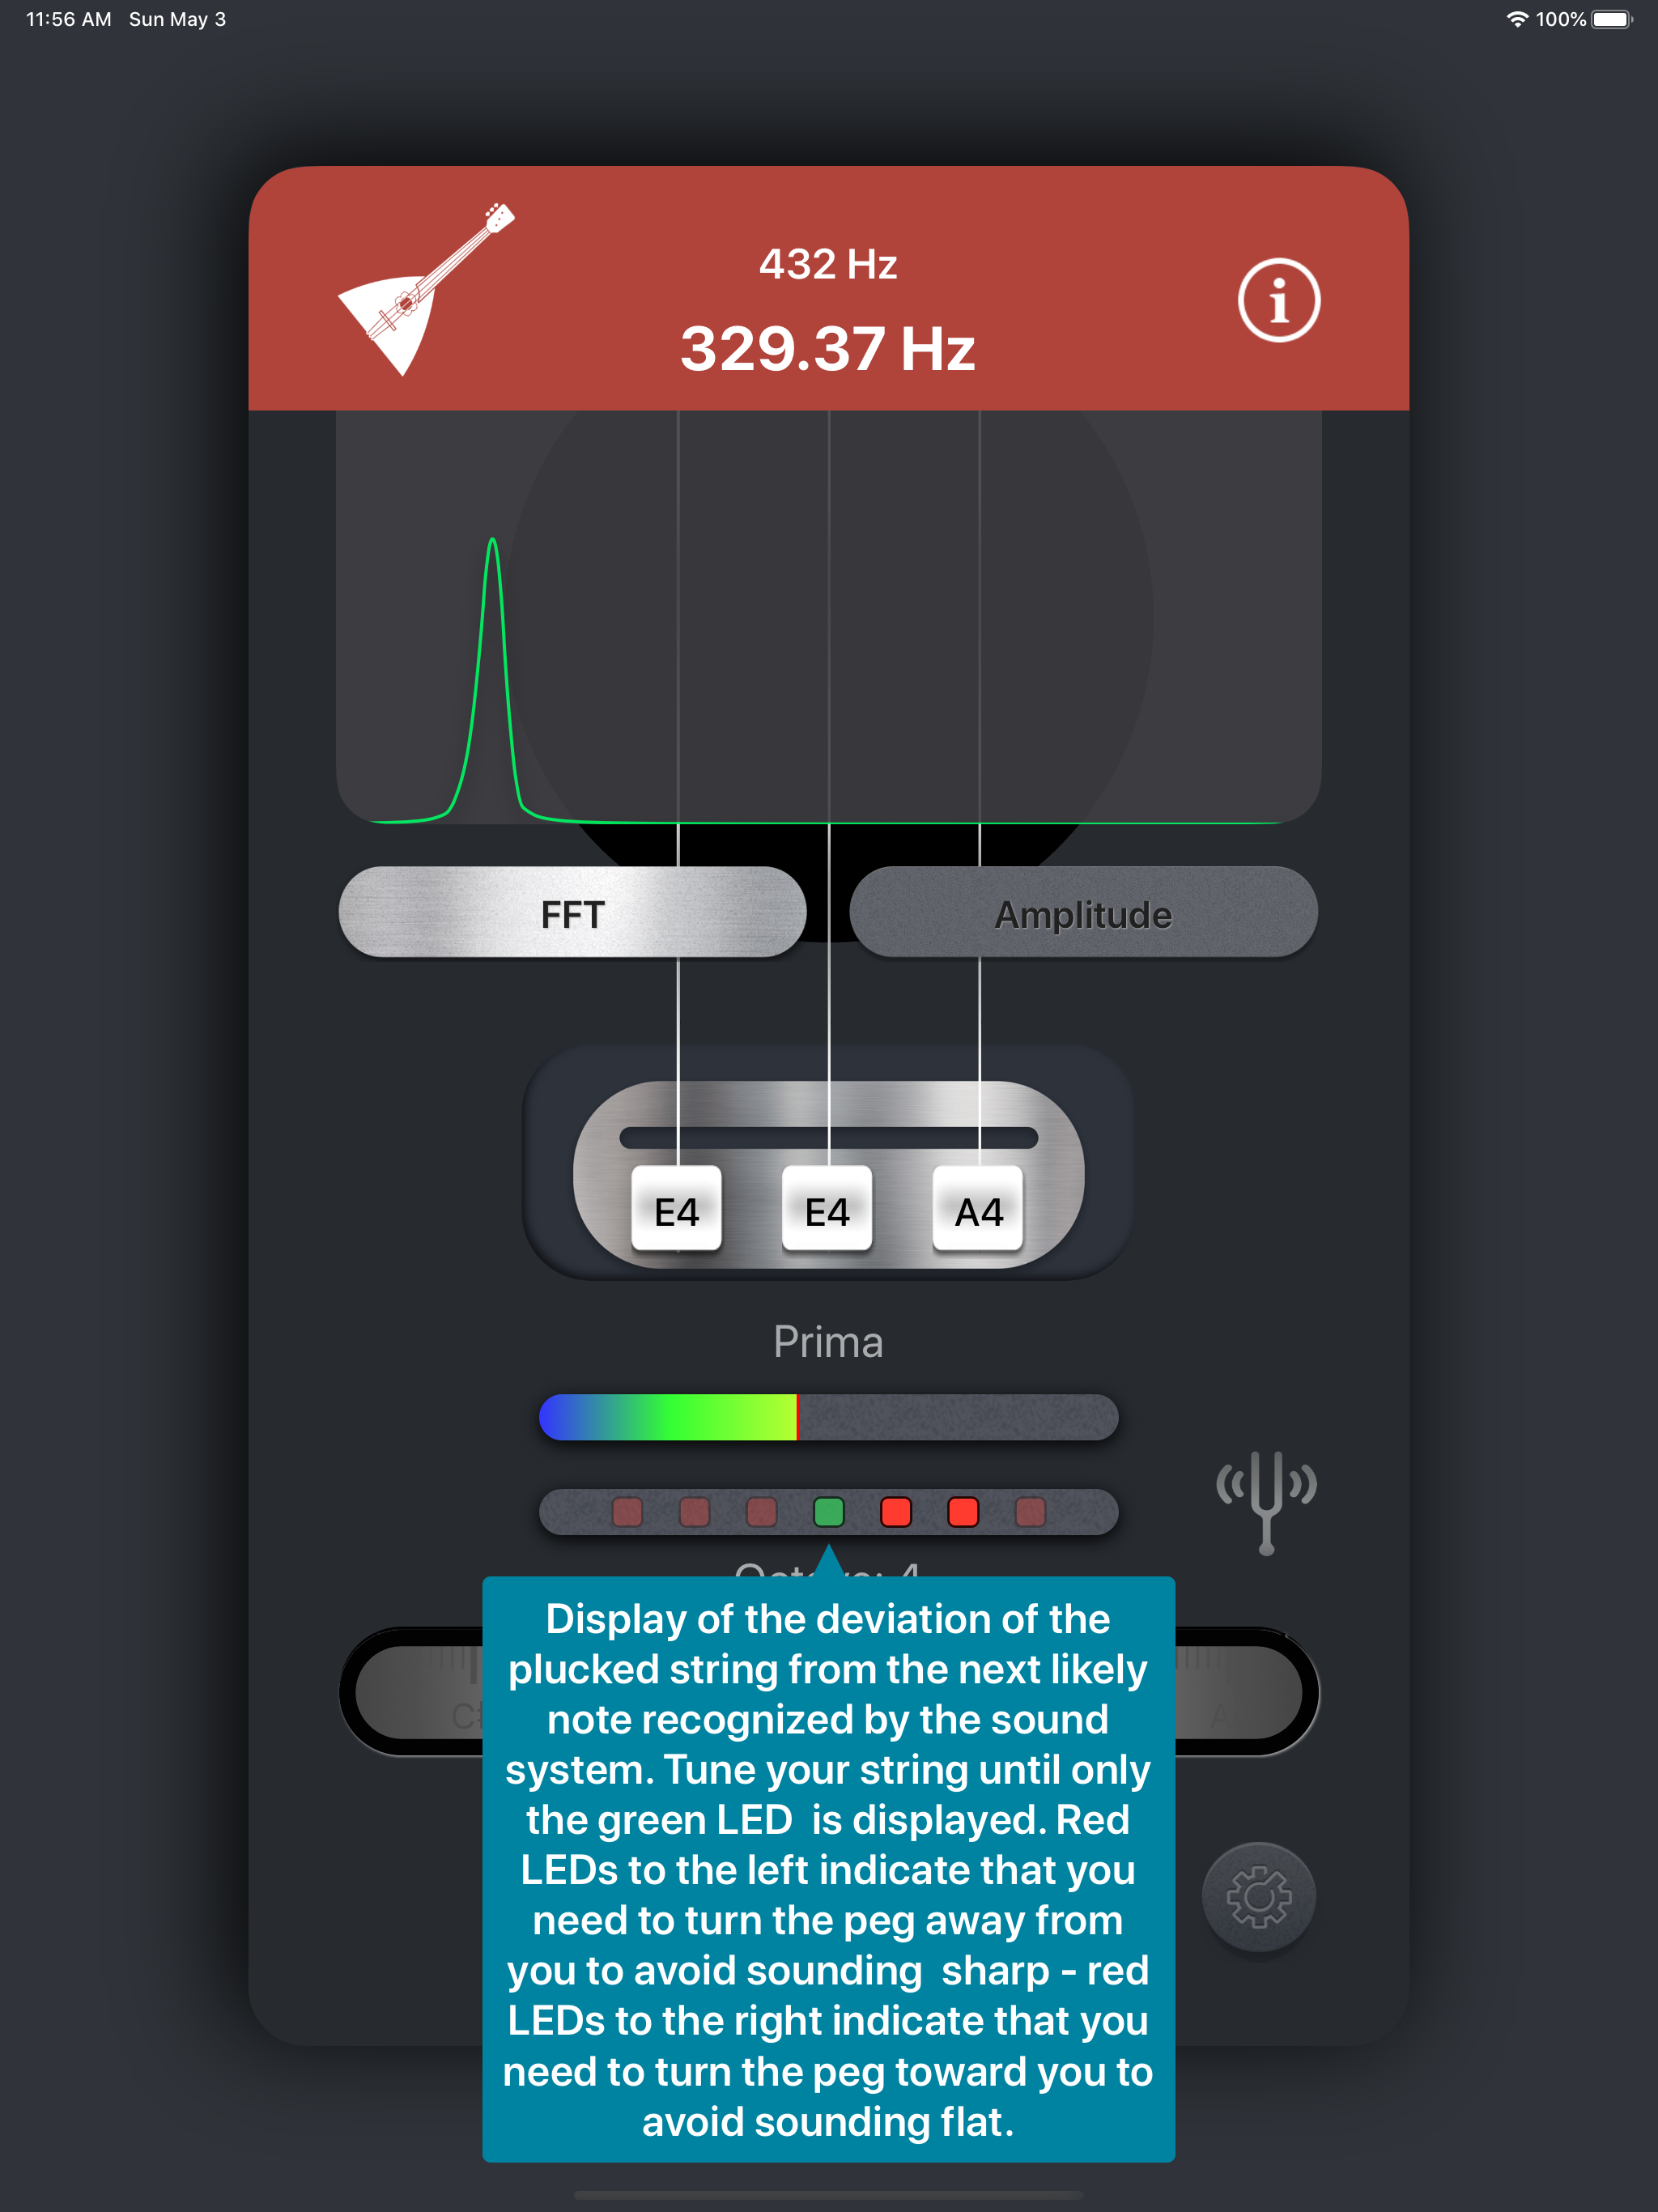 11:56 AM Sun May 3
100%
432 Hz
329.37 Hz
FFT
Amplitude
E4
E4
A4
Prima
4
Display of the deviation of the
plucked string from the next likely
note recognized by the sound
system. Tune your string until only
the green LED  is displayed. Red
LEDs to the left indicate that you
need to turn the peg away from
you to avoid sounding  sharp - red
LEDs to the right indicate that you
need to turn the peg toward you to
avoid sounding flat.
A